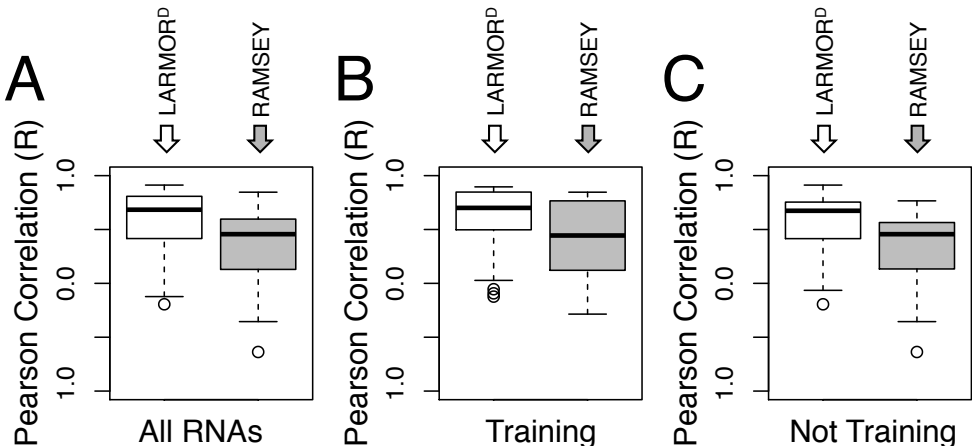 A
LARMORD
RAMSEY
Pearson Correlation (R)
1.0
0.0
1.0
All RNAs
B
LARMORD
RAMSEY
Pearson Correlation (R)
1.0
0.0
1.0
Training
C
LARMORD
RAMSEY
Pearson Correlation (R)
1.0
0.0
1.0
Not Training